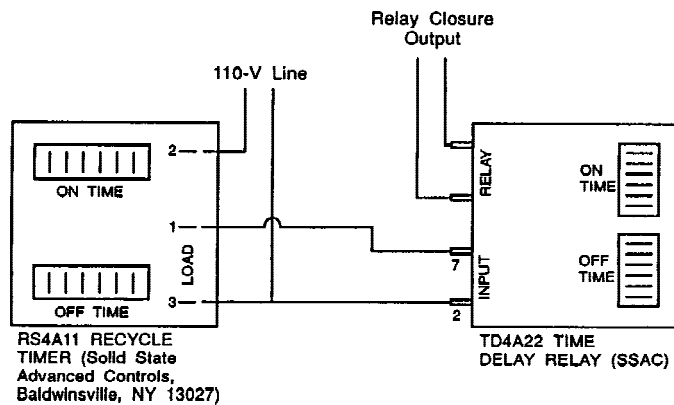 Relay Closure
Output
110-V Line
2
ON TIME
1
LOAD
3
OFF TIME
RS4A11 RECYCLE
TIMER (Solid State
Advanced Controls,
Baldwinsville, NY 13027)
RELAY
ON
TIME
7
INPUT
OFF
TIME
2
TD4A22 TIME
DELAY RELAY (SSAC)